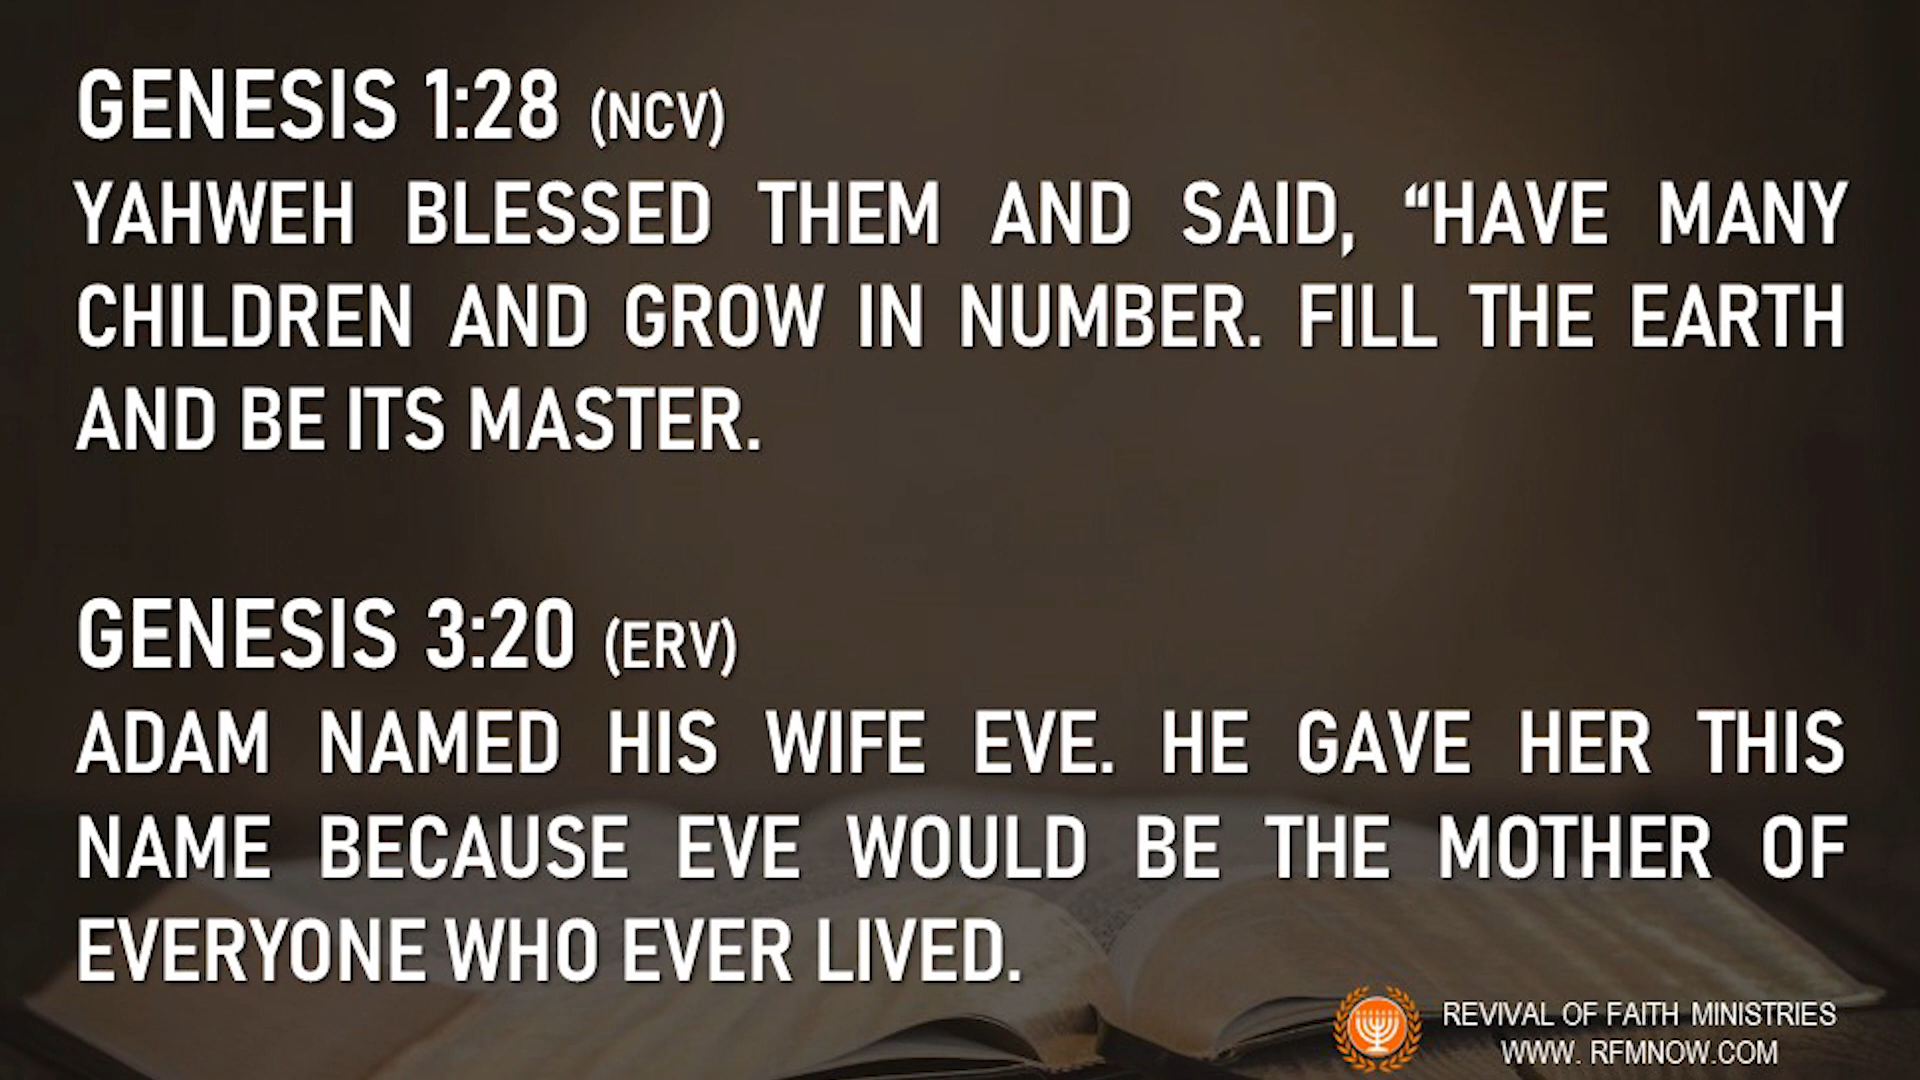 GENESIS 1:28 (NCV)
YAHWEH BLESSED THEM AND SAID, “HAVE MANY
CHILDREN AND GROW IN NUMBER. FILL THE EARTH
AND BE ITS MASTER.
GENESIS 3:20 (ERV)
ADAM NAMED HIS WIFE EVE. HE GAVE HER THIS
NAME BECAUSE EVE WOULD BE THE MOTHER OF
EVERYONE WHO EVER LIVED.
REVIVAL OF FAITH MINISTRIES
WWW. RFMNOW.COM